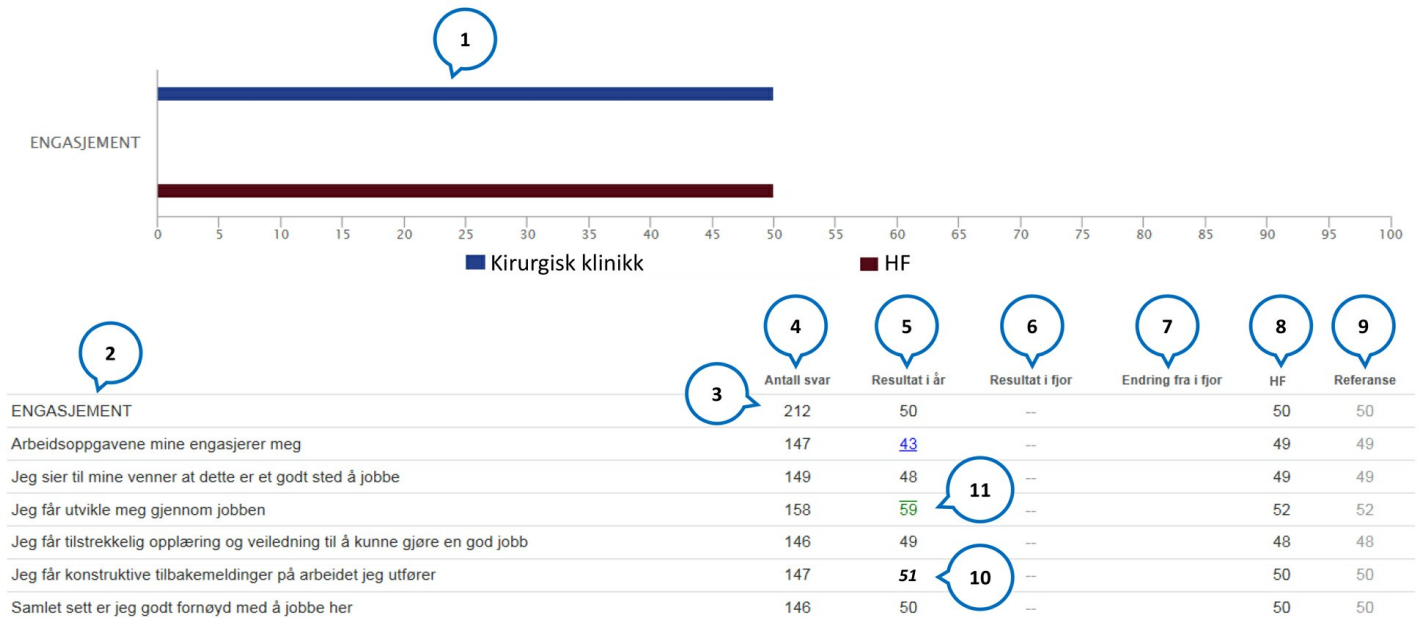 1
ENGASJEMENT
0 5 10 15 20 25 30 35 40 45 50 55 60 65 70 75 80 85 90 95 100
Kirurgisk klinikk HF
2 3 4 5 6 7 8 9
Antall svar Resultat i år Resultat i fjor Endring fra i fjor HF Referanse
ENGASJEMENT 212 50 -- 50 50
Arbeidsoppgavene mine engasjerer meg 147 43 -- 49 49
Jeg sier til mine venner at dette er et godt sted å jobbe 149 48 -- 49 49
11
Jeg får utvikle meg gjennom jobben 158 59 -- 52 52
Jeg får tilstrekkelig opplæring og veiledning til å kunne gjøre en god jobb 146 49 -- 48 48
Jeg får konstruktive tilbakemeldinger på arbeidet jeg utfører 147 51 10 -- 50 50
Samlet sett er jeg godt fornøyd med å jobbe her 146 50 -- 50 50